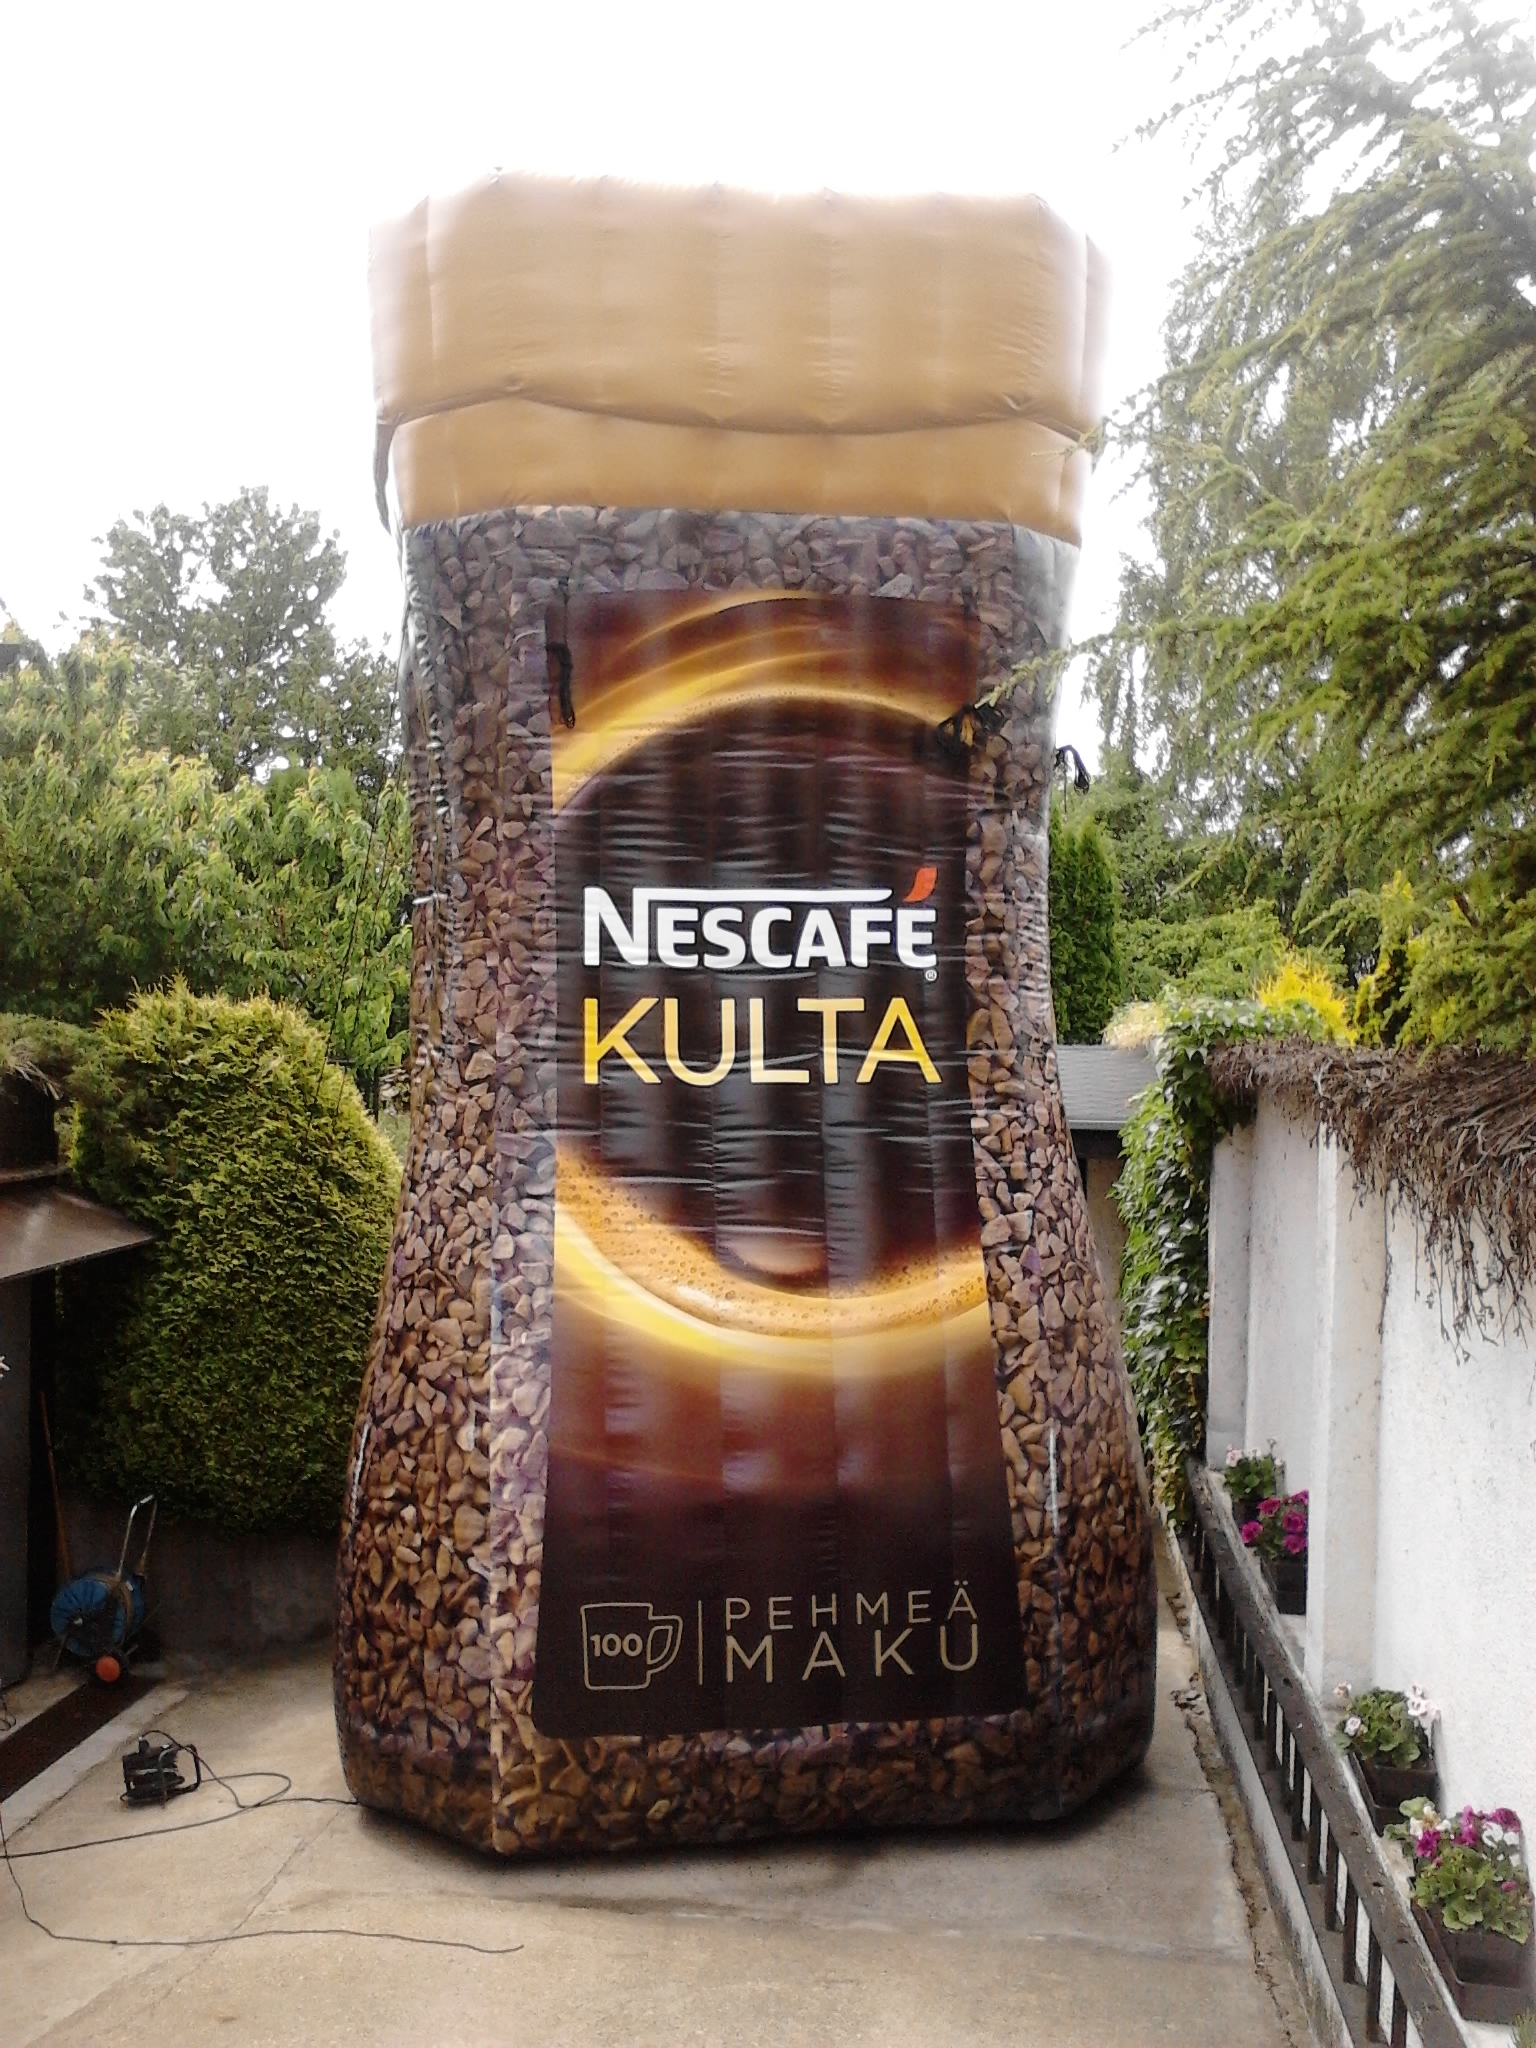 NESCAFÉ®
KULTA
100
PEHMEÄ
MAKU